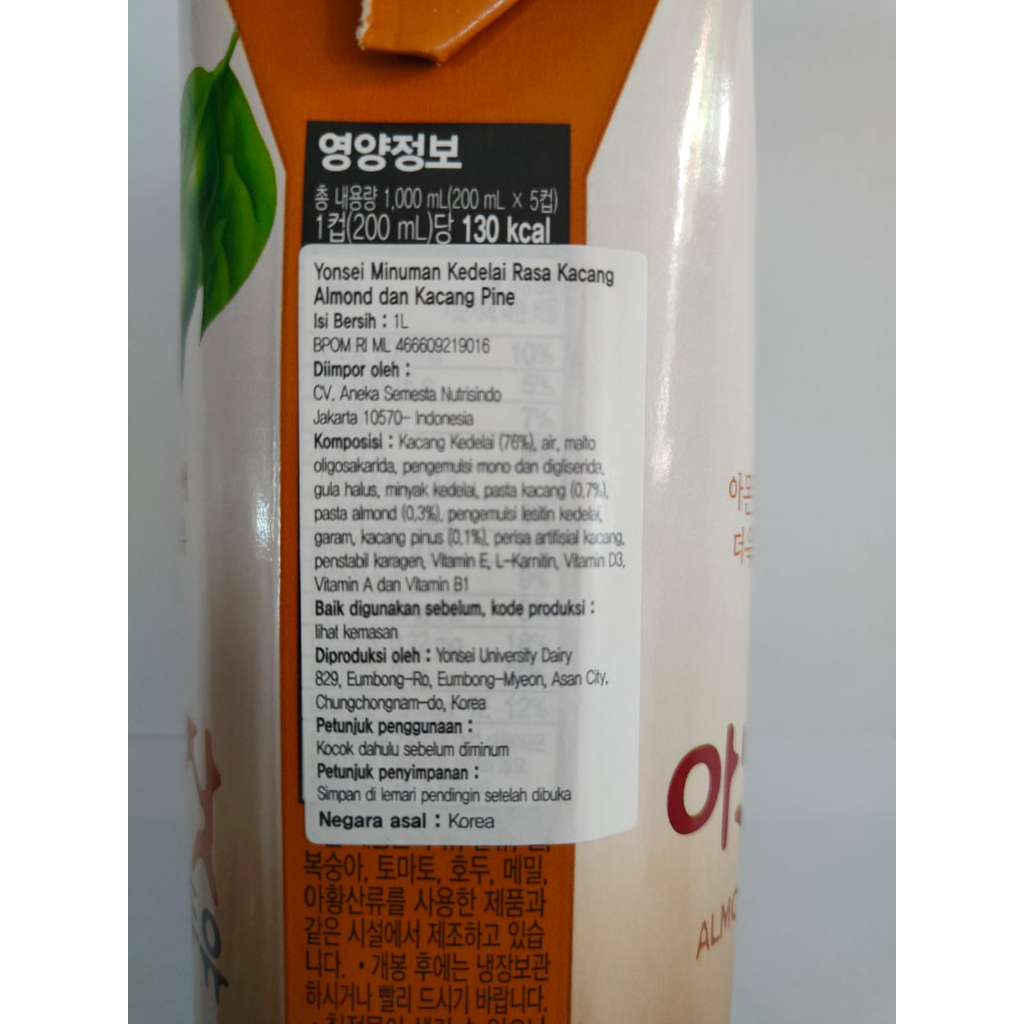 영양정보
총 내용량 1,000 mL(200 mL × 5컵)
1컵(200 mL)당 130 kcal
Yonsei Minuman Kedelai Rasa Kacang
Almond dan Kacang Pine
Isi Bersih : 1L
BPOM RI ML 466609219016
Diimpor oleh :
CV. Aneka Semesta Nutrisindo
Jakarta 10570- Indonesia
Komposisi : Kacang Kedelai (76%), air, malto
oligosakarida, pengemulsi mono dan digliserida,
gula halus, minyak kedelai, pasta kacang (0,7%),
pasta almond (0,3%), pengemulsi lesitin kedelai,
garam, kacang pinus (0,1%), perisa artifisial kacang,
penstabil karagen, Vitamin E, L-Karnitin, Vitamin D3,
Vitamin A dan Vitamin B1
Baik digunakan sebelum, kode produksi :
lihat kemasan
Diproduksi oleh : Yonsei University Dairy
829, Eumbong-Ro, Eumbong-Myeon, Asan City,
Chungchongnam-do, Korea
Petunjuk penggunaan :
Kocok dahulu sebelum diminum
Petunjuk penyimpanan :
Simpan di lemari pendingin setelah dibuka
Negara asal : Korea
복숭아, 토마토, 호두, 메밀,
아황산류를 사용한 제품과
같은 시설에서 제조하고 있습
니다. • 개봉 후에는 냉장보관
하시거나 빨리 드시기 바랍니다.